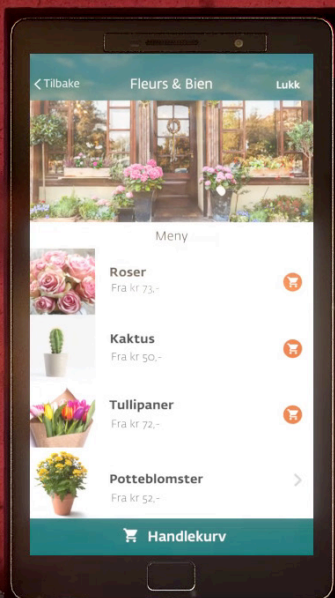 Tilbake
Fleurs & Bien
Lukk
Meny
Roser
Fra kr 73,-
Kaktus
Fra kr 50,-
Tullipaner
Fra kr 72,-
Potteblomster
Fra kr 52,-
Handlekurv